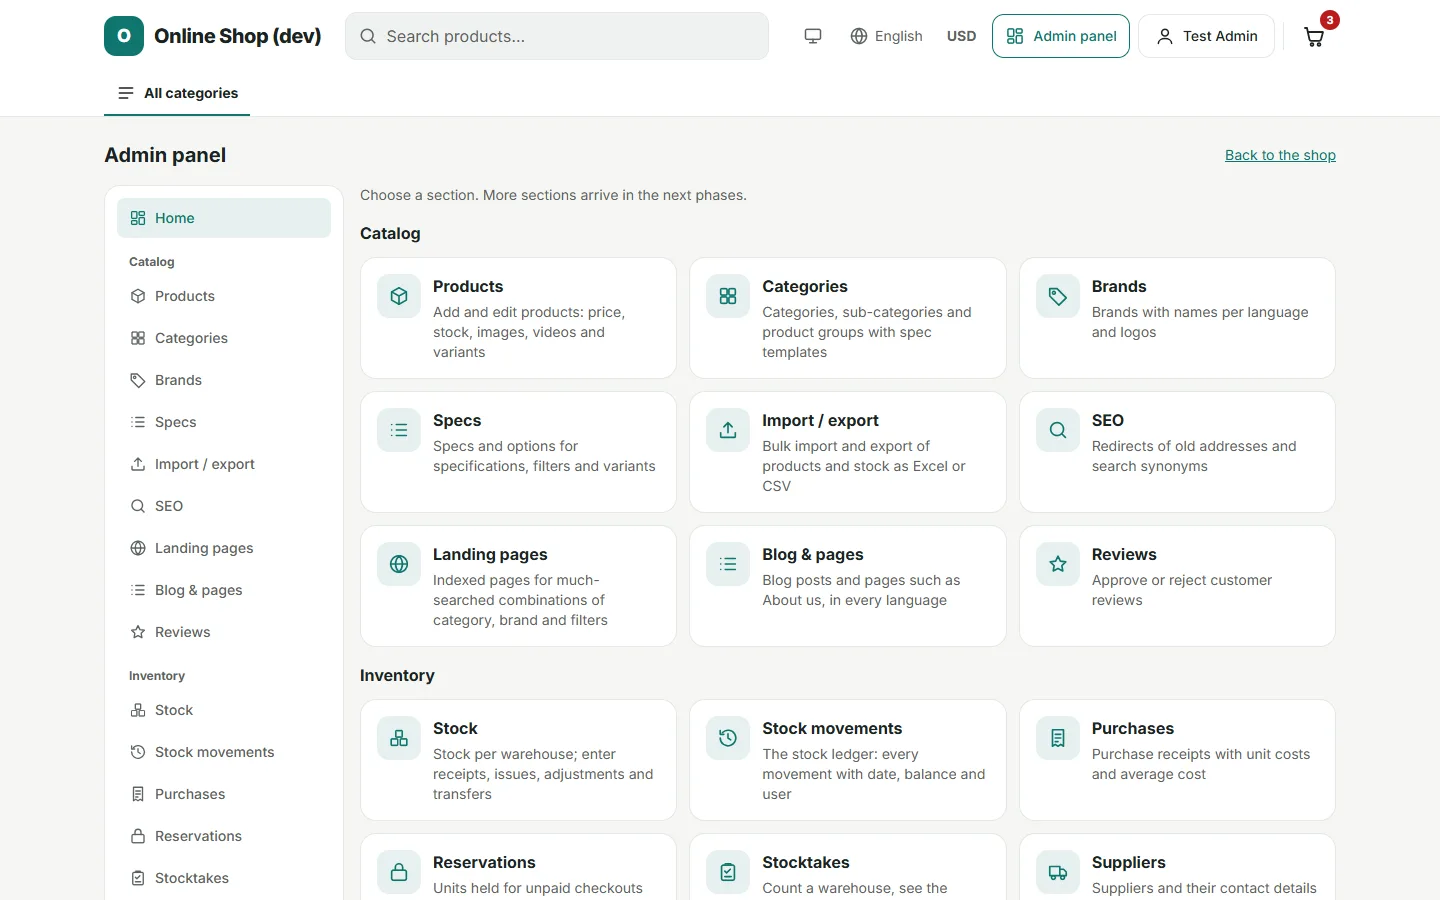 O
Online Shop (dev)
Search products...
English
USD
Admin panel
Test Admin
3
All categories
Admin panel
Back to the shop
Home
Catalog
Products
Categories
Brands
Specs
Import / export
SEO
Landing pages
Blog & pages
Reviews
Inventory
Stock
Stock movements
Purchases
Reservations
Stocktakes
Choose a section. More sections arrive in the next phases.
Catalog
Products
Add and edit products: price,
stock, images, videos and
variants
Categories
Categories, sub-categories and
product groups with spec
templates
Brands
Brands with names per language
and logos
Specs
Specs and options for
specifications, filters and variants
Import / export
Bulk import and export of
products and stock as Excel or
CSV
SEO
Redirects of old addresses and
search synonyms
Landing pages
Indexed pages for much-
searched combinations of
category, brand and filters
Blog & pages
Blog posts and pages such as
About us, in every language
Reviews
Approve or reject customer
reviews
Inventory
Stock
Stock per warehouse; enter
receipts, issues, adjustments and
transfers
Stock movements
The stock ledger: every
movement with date, balance and
user
Purchases
Purchase receipts with unit costs
and average cost
Reservations
Units held for unpaid checkouts
Stocktakes
Count a warehouse, see the
Suppliers
Suppliers and their contact details